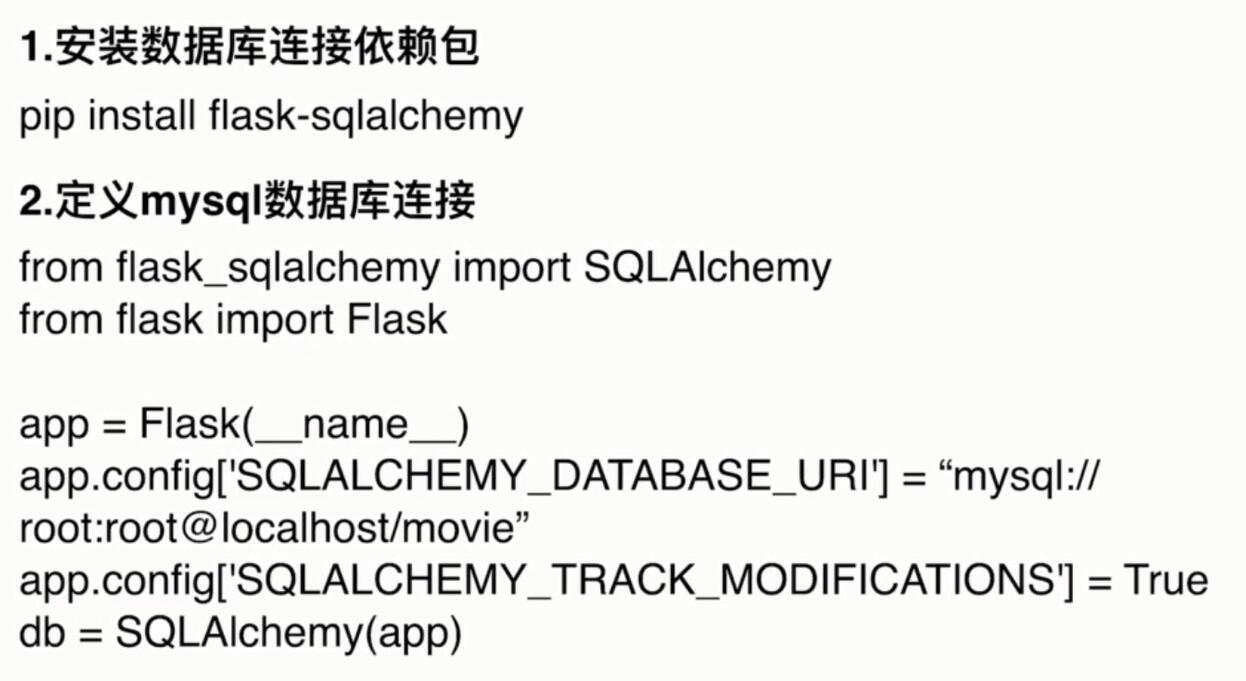 1.安装数据库连接依赖包
pip install flask-sqlalchemy
2.定义mysql数据库连接
from flask_sqlalchemy import SQLAlchemy
from flask import Flask
app = Flask(__name__)
app.config['SQLALCHEMY_DATABASE_URI'] = “mysql://
root:root@localhost/movie”
app.config['SQLALCHEMY_TRACK_MODIFICATIONS'] = True
db = SQLAlchemy(app)